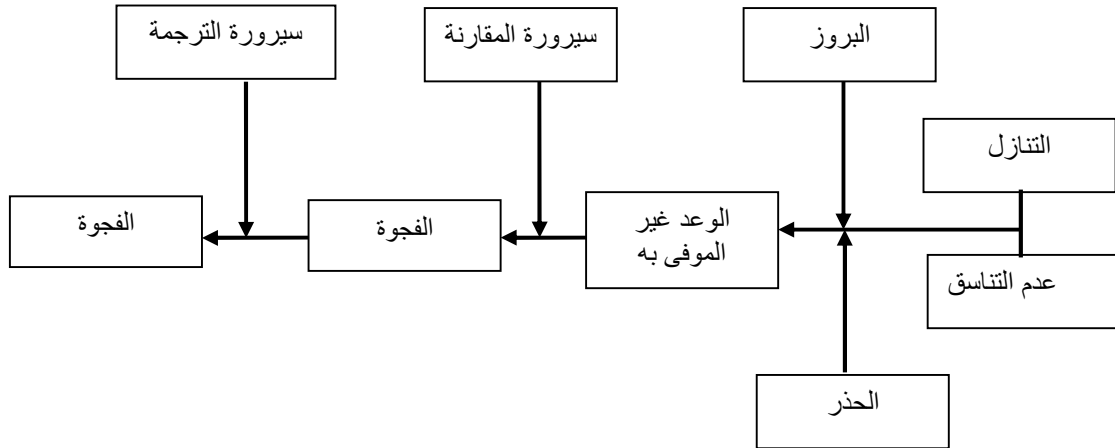 البروز
سيرورة المقارنة
سيرورة الترجمة
التنازل
عدم التناسق
الوعد غير
الموفى به
الفجوة
الفجوة
الحذر